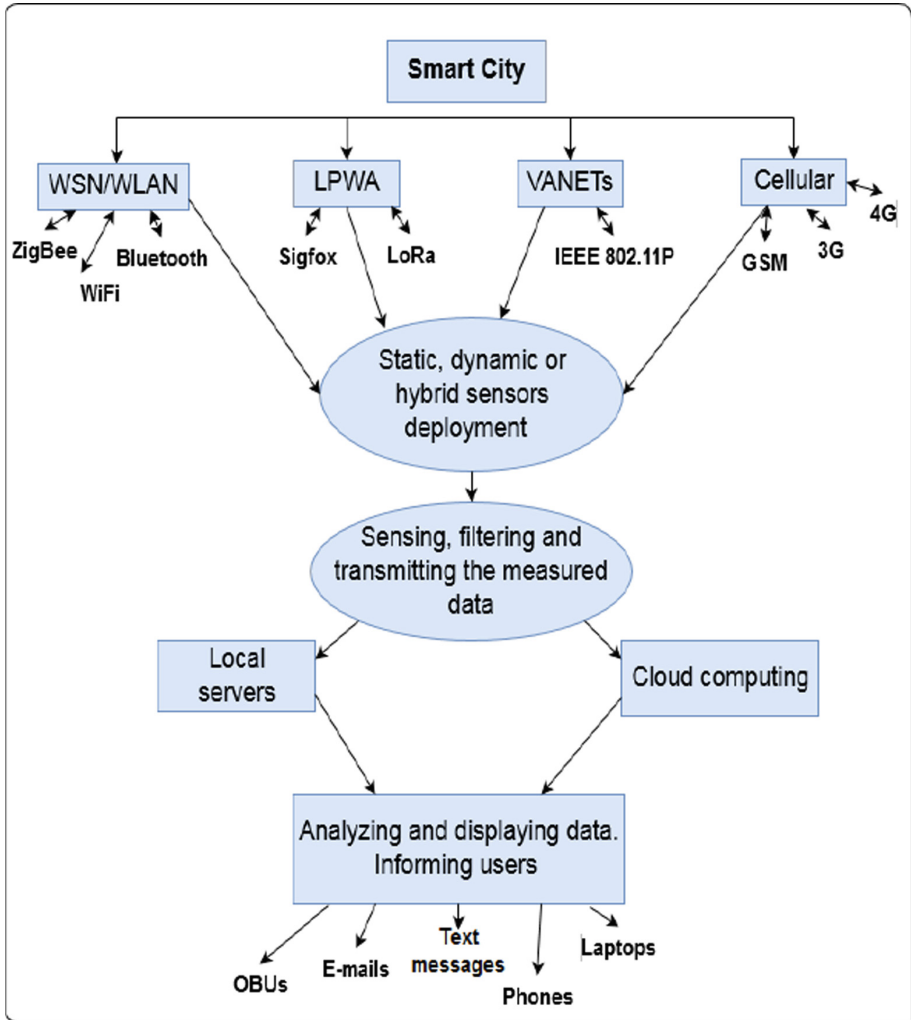 Smart City
WSN/WLAN
LPWA
VANETs
Cellular
ZigBee
WiFi
Bluetooth
Sigfox
LoRa
IEEE 802.11P
GSM
3G
4G
Static, dynamic or
hybrid sensors
deployment
Sensing, filtering and
transmitting the measured
data
Local
servers
Cloud computing
Analyzing and displaying data.
Informing users
OBUs
E-mails
Text
messages
Phones
Laptops